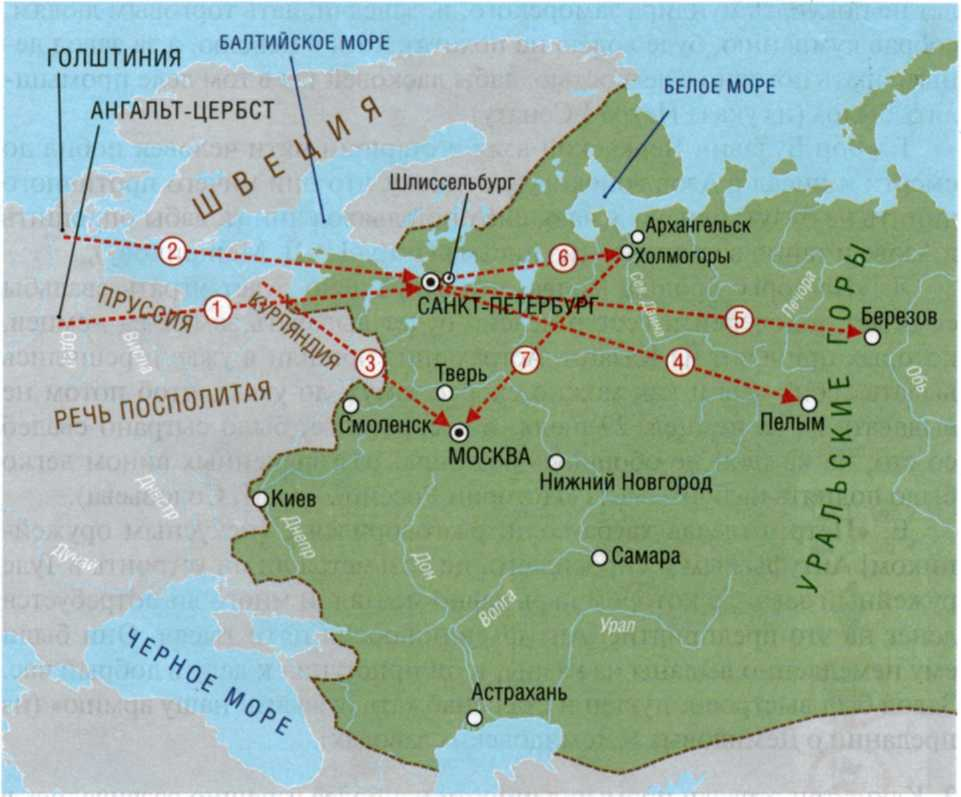 ГОЛШТИНИЯ
БАЛТИЙСКОЕ МОРЕ
АНГАЛЬТ-ЦЕРБСТ
БЕЛОЕ МОРЕ
ШВЕЦИЯ
Шлиссельбург
Архангельск
Холмогоры
2
6
САНКТ-ПЕТЕРБУРГ
Сев. Двина
Печора
ПРУССИЯ
1
КУРЛЯНДИЯ
5
Березов
Одра
Висла
3
7
4
Обь
РЕЧЬ ПОСПОЛИТАЯ
Тверь
Смоленск
МОСКВА
Пелым
УРАЛЬСКИЕ ГОРЫ
Нижний Новгород
Киев
Днестр
Днепр
Дунай
Дон
Самара
Волга
Урал
ЧЕРНОЕ МОРЕ
Астрахань